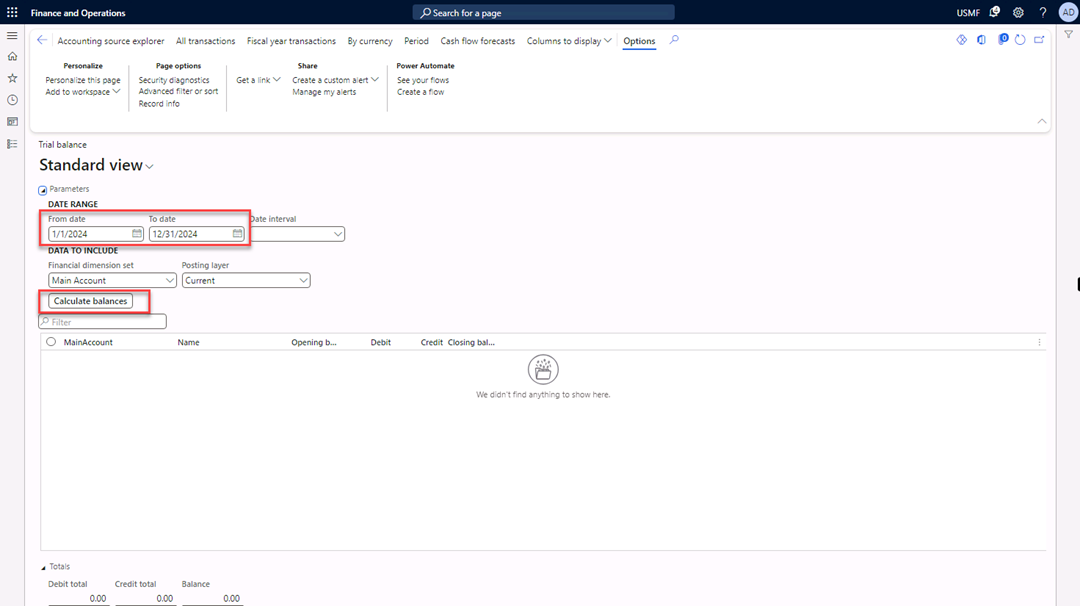 Finance and Operations
Search for a page
USMF
AD
Accounting source explorer All transactions Fiscal year transactions By currency Period Cash flow forecasts Columns to display Options
0
Personalize
Personalize this page
Add to workspace
Page options
Security diagnostics
Advanced filter or sort
Record info
Get a link
Share
Create a custom alert
Manage my alerts
Power Automate
See your flows
Create a flow
Trial balance
Standard view
Parameters
DATE RANGE
From date To date Date interval
1/1/2024 12/31/2024
DATA TO INCLUDE
Financial dimension set Posting layer
Main Account Current
Calculate balances
Filter
MainAccount Name Opening b... Debit Credit Closing bal...
We didn't find anything to show here.
Totals
Debit total Credit total Balance
0.00 0.00 0.00